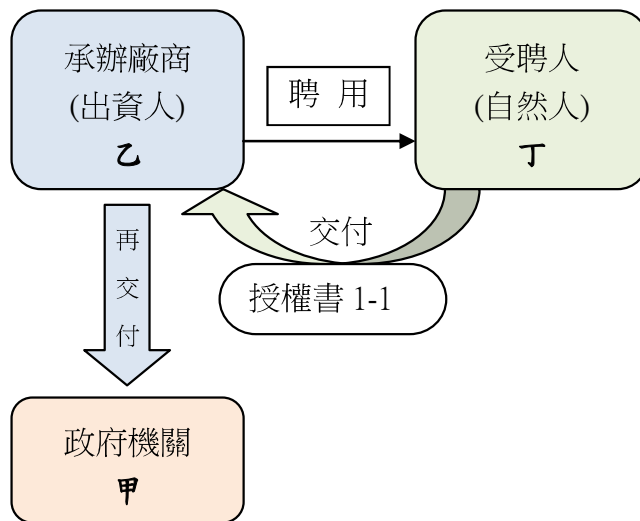 承辦廠商
(出資人)
乙
聘 用
受聘人
(自然人)
丁
交付
授權書 1-1
再
交
付
政府機關
甲